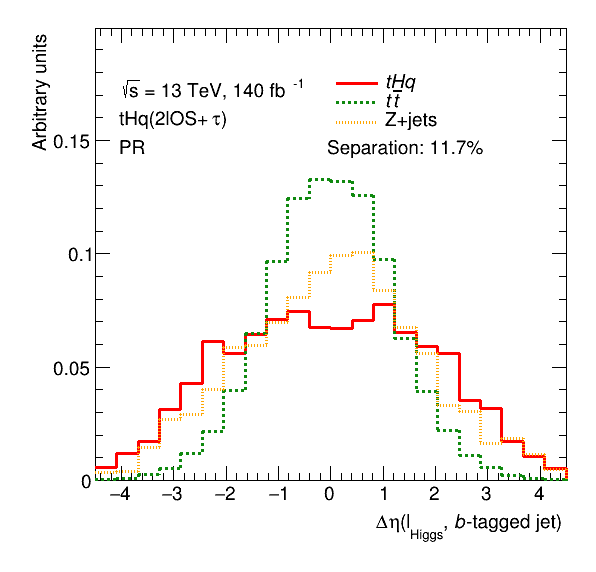 Arbitrary units
√s = 13 TeV, 140 fb⁻¹
tHq(2lOS+ τ)
PR
tHq
tt̅
Z+jets
Separation: 11.7%
0.15
0.1
0.05
0
−4 −3 −2 −1 0 1 2 3 4
Δη(l_Higgs, b-tagged jet)